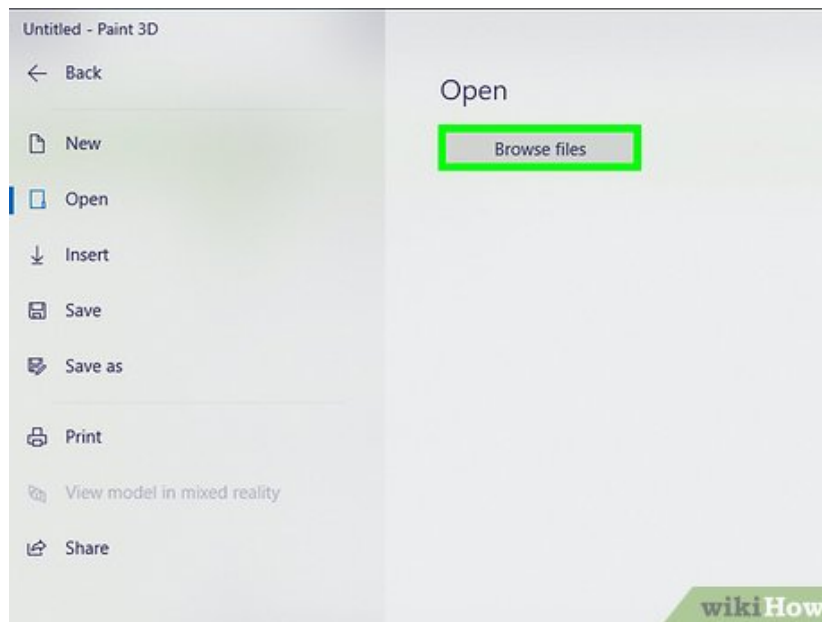 Untitled - Paint 3D
Back
New
Open
Insert
Save
Save as
Print
View model in mixed reality
Share
Open
Browse files
wikiHow